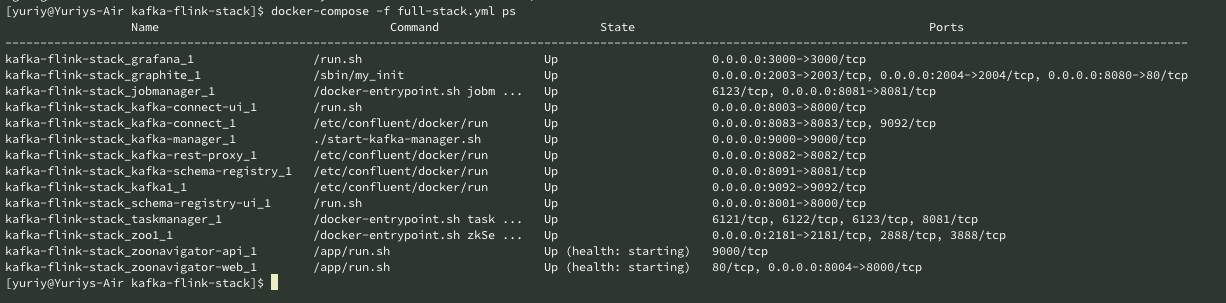 [yuriy@Yuriys-Air kafka-flink-stack]$ docker-compose -f full-stack.yml ps
Name Command State Ports
------------------------------------------------------------------------------------------------------------------------------------------------------------------------
kafka-flink-stack_grafana_1 /run.sh Up 0.0.0.0:3000->3000/tcp
kafka-flink-stack_graphite_1 /sbin/my_init Up 0.0.0.0:2003->2003/tcp, 0.0.0.0:2004->2004/tcp, 0.0.0.0:8080->80/tcp
kafka-flink-stack_jobmanager_1 /docker-entrypoint.sh jobm ... Up 6123/tcp, 0.0.0.0:8081->8081/tcp
kafka-flink-stack_kafka-connect-ui_1 /run.sh Up 0.0.0.0:8003->8000/tcp
kafka-flink-stack_kafka-connect_1 /etc/confluent/docker/run Up 0.0.0.0:8083->8083/tcp, 9092/tcp
kafka-flink-stack_kafka-manager_1 ./start-kafka-manager.sh Up 0.0.0.0:9000->9000/tcp
kafka-flink-stack_kafka-rest-proxy_1 /etc/confluent/docker/run Up 0.0.0.0:8082->8082/tcp
kafka-flink-stack_kafka-schema-registry_1 /etc/confluent/docker/run Up 0.0.0.0:8091->8081/tcp
kafka-flink-stack_kafka1_1 /etc/confluent/docker/run Up 0.0.0.0:9092->9092/tcp
kafka-flink-stack_schema-registry-ui_1 /run.sh Up 0.0.0.0:8001->8000/tcp
kafka-flink-stack_taskmanager_1 /docker-entrypoint.sh task ... Up 6121/tcp, 6122/tcp, 6123/tcp, 8081/tcp
kafka-flink-stack_zoo1_1 /docker-entrypoint.sh zkSe ... Up 0.0.0.0:2181->2181/tcp, 2888/tcp, 3888/tcp
kafka-flink-stack_zoonavigator-api_1 /app/run.sh Up (health: starting) 9000/tcp
kafka-flink-stack_zoonavigator-web_1 /app/run.sh Up (health: starting) 80/tcp, 0.0.0.0:8004->8000/tcp
[yuriy@Yuriys-Air kafka-flink-stack]$